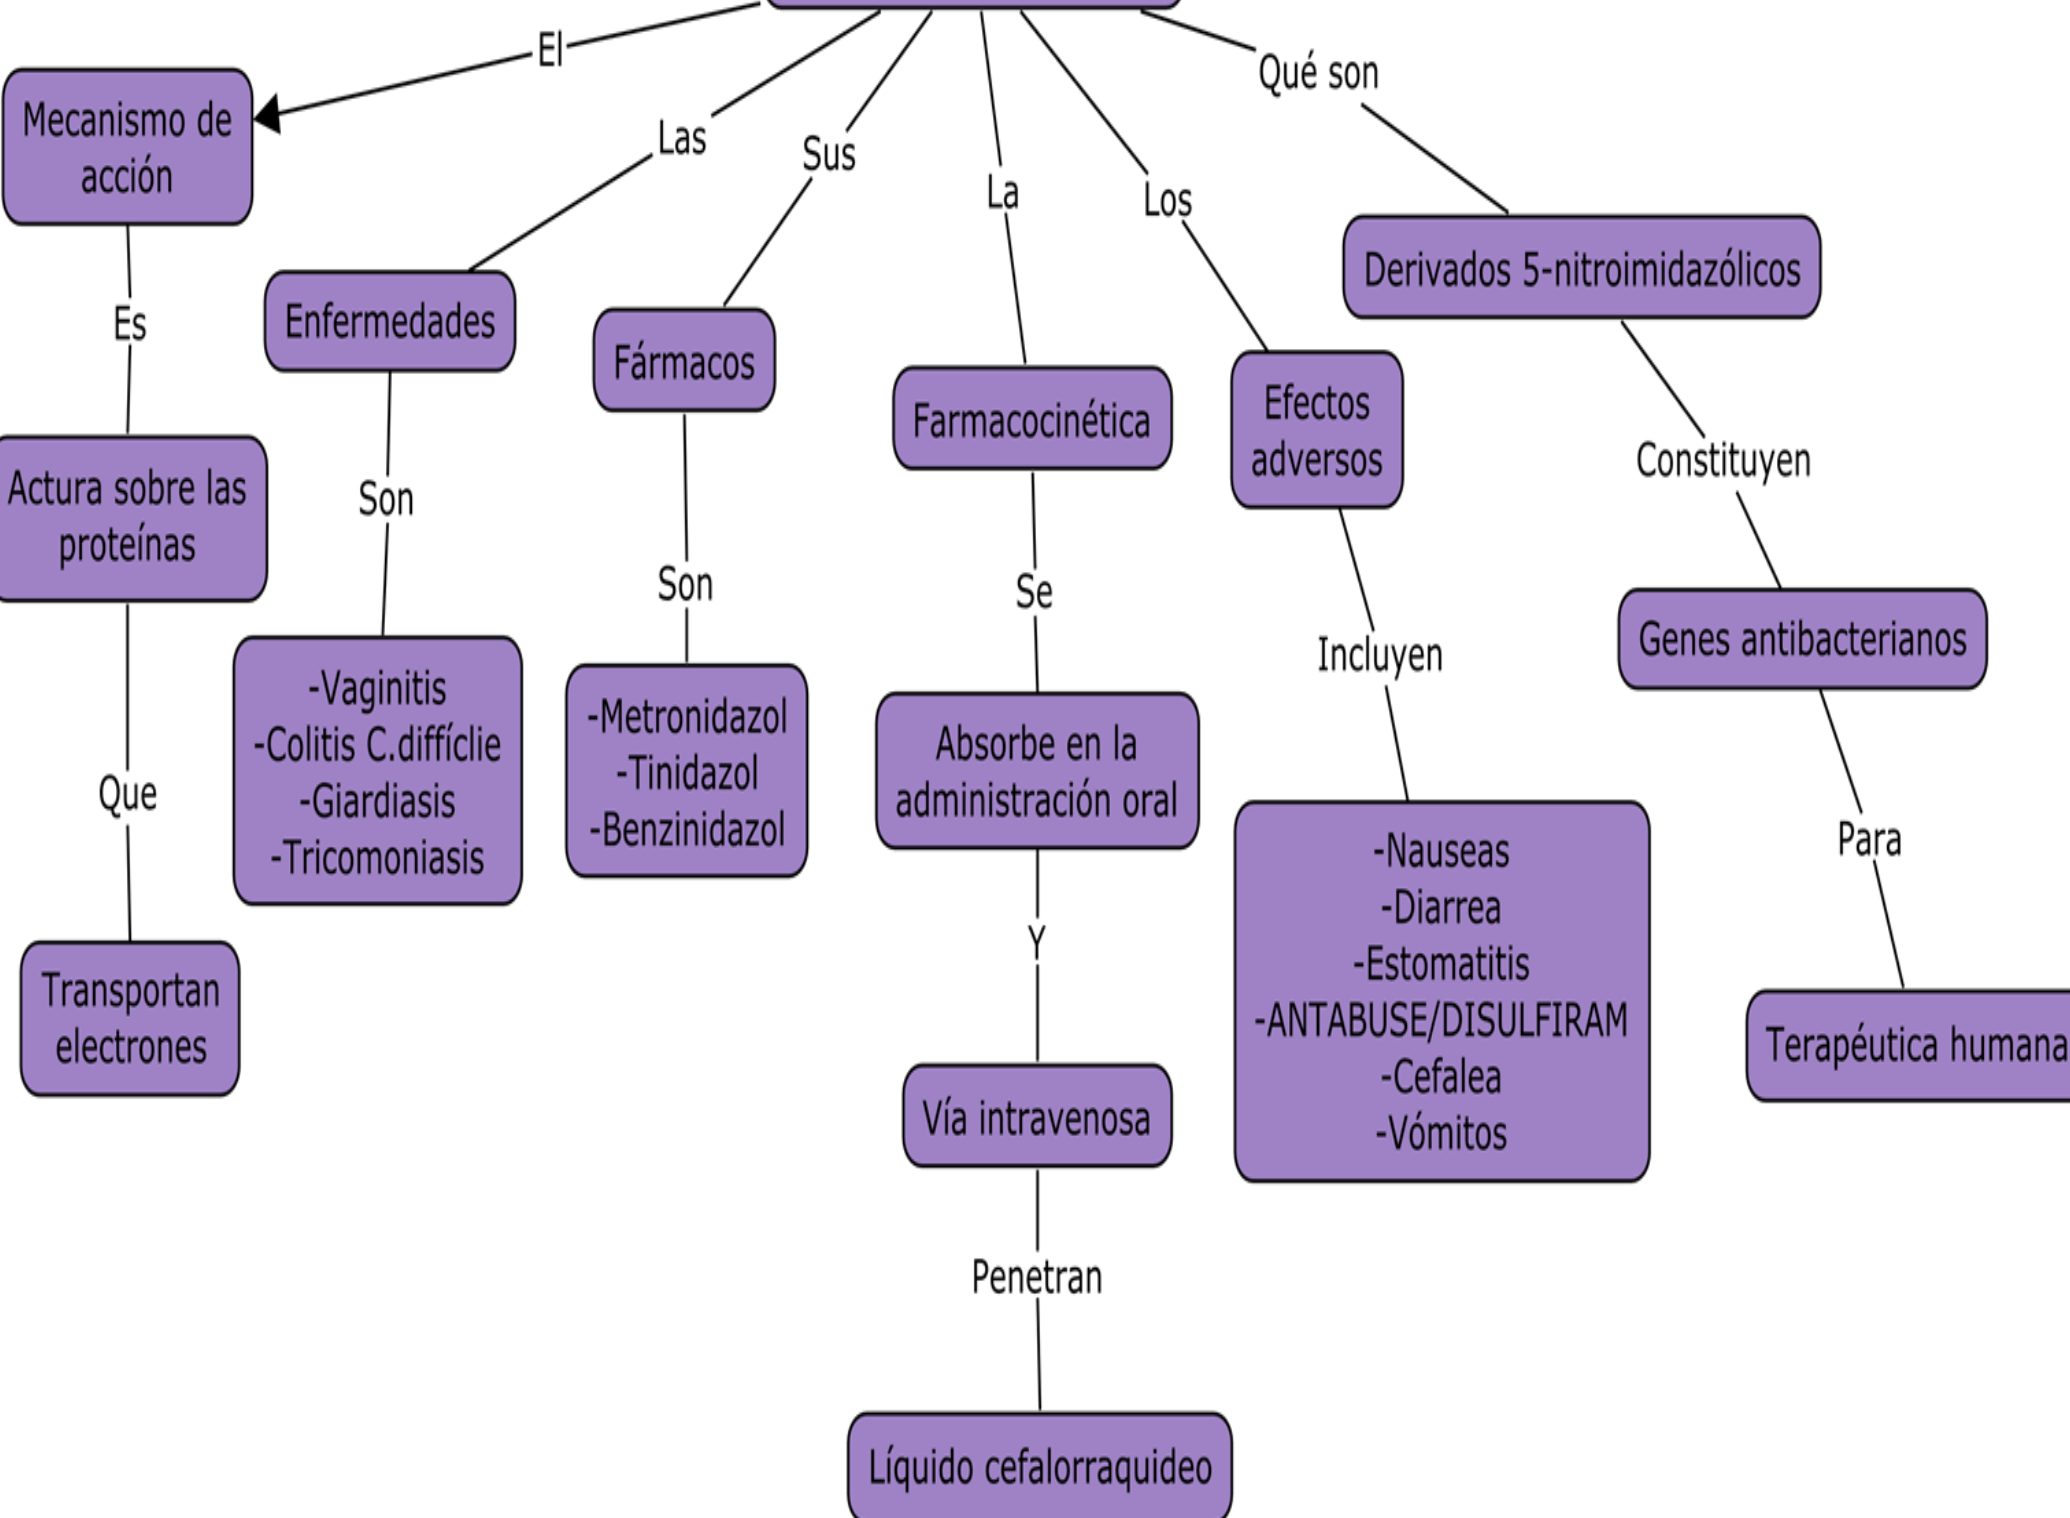 El
Mecanismo de
acción
Es
Actura sobre las
proteínas
Que
Transportan
electrones
Las
Enfermedades
Son
-Vaginitis
-Colitis C.diffíclie
-Giardiasis
-Tricomoniasis
Sus
Fármacos
Son
-Metronidazol
-Tinidazol
-Benzinidazol
La
Farmacocinética
Se
Absorbe en la
administración oral
Y
Vía intravenosa
Penetran
Líquido cefalorraquideo
Los
Efectos
adversos
Incluyen
-Nauseas
-Diarrea
-Estomatitis
-ANTABUSE/DISULFIRAM
-Cefalea
-Vómitos
Qué son
Derivados 5-nitroimidazólicos
Constituyen
Genes antibacterianos
Para
Terapéutica humana